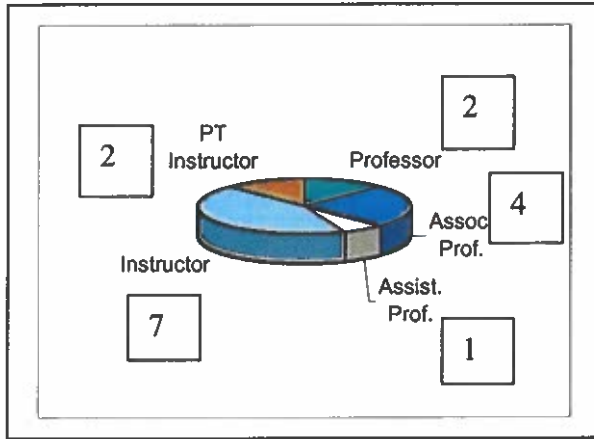 2
PT
Instructor
Professor
2
Assoc
Prof.
4
Instructor
7
Assist.
Prof.
1